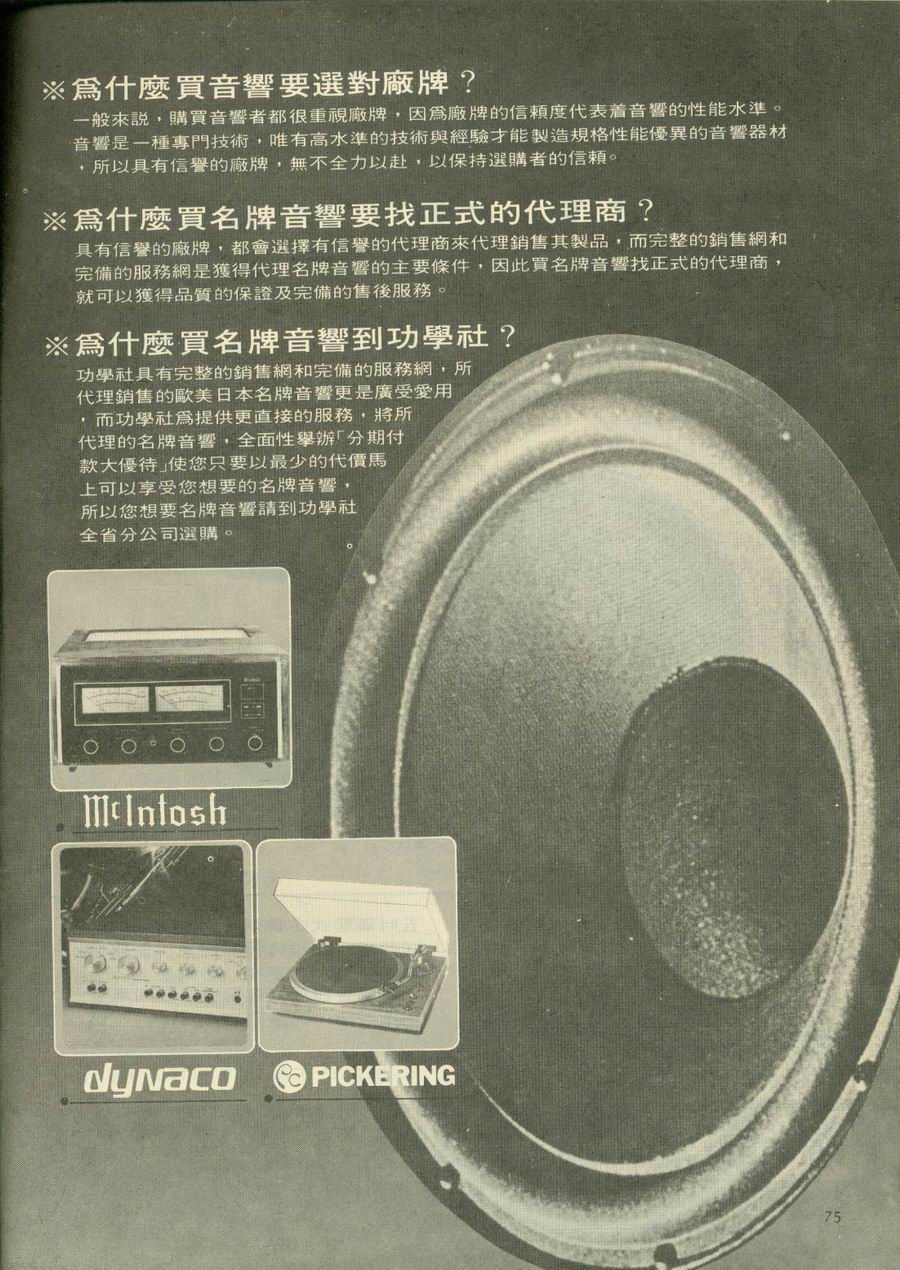 ※為什麼買音響要選對廠牌？
一般來説，購買音響者都很重視廠牌，因為廠牌的信賴度代表着音響的性能水準。
音響是一種專門技術，唯有高水準的技術與經驗才能製造規格性能優異的音響器材
，所以具有信譽的廠牌，無不全力以赴，以保持選購者的信賴。
※為什麼買名牌音響要找正式的代理商？
具有信譽的廠牌，都會選擇有信譽的代理商來代理銷售其製品，而完整的銷售網和
完備的服務網是獲得代理名牌音響的主要條件，因此買名牌音響找正式的代理商，
就可以獲得品質的保證及完備的售後服務。
※為什麼買名牌音響到功學社？
功學社具有完整的銷售網和完備的服務網，所
代理銷售的歐美日本名牌音響更是廣受愛用
，而功學社為提供更直接的服務，將所
代理的名牌音響，全面性舉辦「分期付
款大優待」使您只要以最少的代價馬
上可以享受您想要的名牌音響，
所以您想要名牌音響請到功學社
全省分公司選購。
McIntosh
McIntosh
dynaco
PICKERING
75